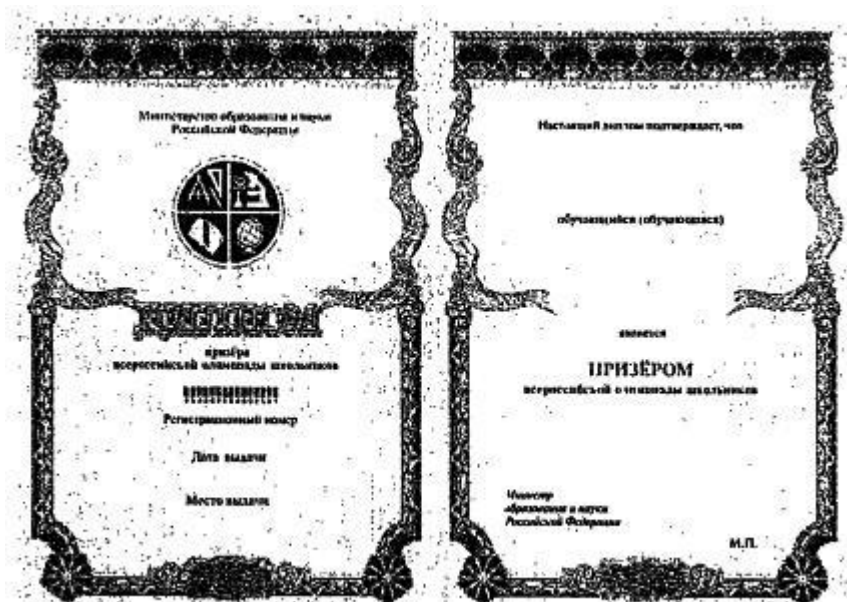 Министерство образования и науки
Российской Федерации
призёра
всероссийской олимпиады школьников
Регистрационный номер
Дата выдачи
Место выдачи
Настоящий диплом подтверждает, что
обучающийся (обучающаяся)
является
ПРИЗЁРОМ
всероссийской олимпиады школьников
Министр
образования и науки
Российской Федерации
М.П.